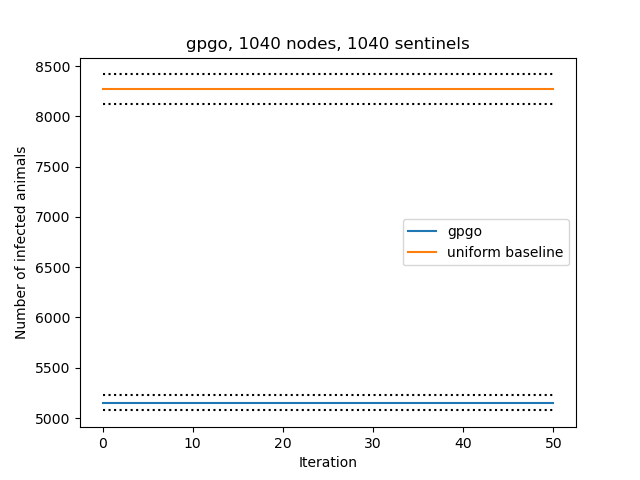 gpgo, 1040 nodes, 1040 sentinels
8500
8000
7500
7000
6500
6000
5500
5000
Number of infected animals
gpgo
uniform baseline
0 10 20 30 40 50
Iteration